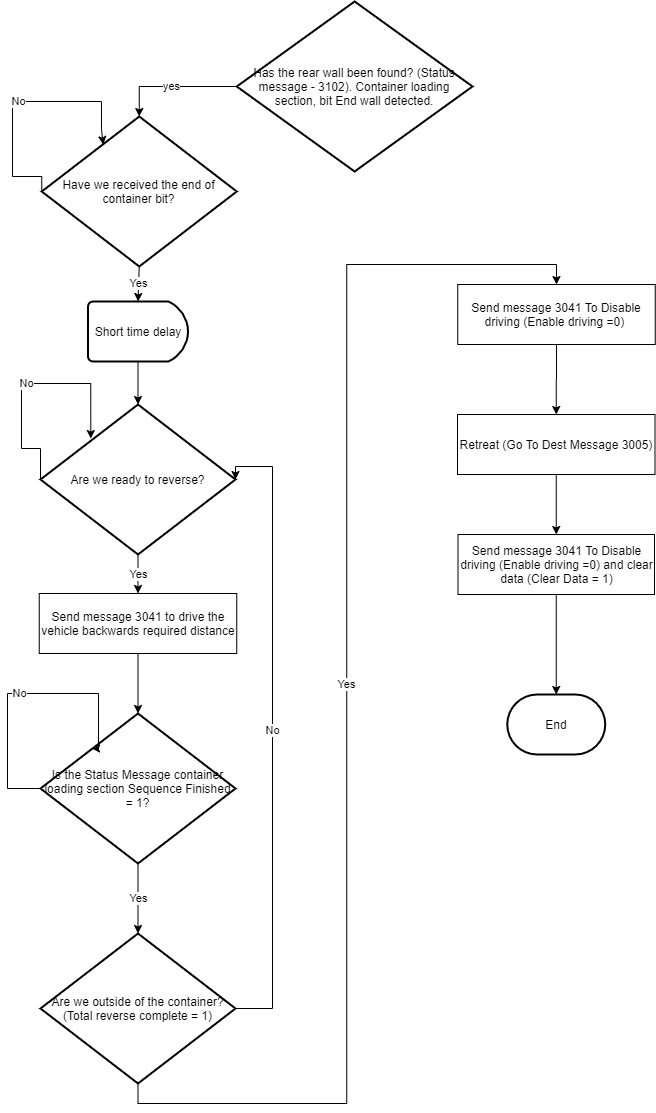 Has the rear wall been found? (Status
message - 3102). Container loading
section, bit End wall detected.
yes
No
Have we received the end of
container bit?
Yes
Short time delay
No
Are we ready to reverse?
Yes
Send message 3041 to drive the
vehicle backwards required distance
No
Is the Status Message container
loading section Sequence Finished
= 1?
Yes
No
Are we outside of the container?
(Total reverse complete = 1)
Yes
Send message 3041 To Disable
driving (Enable driving =0)
Retreat (Go To Dest Message 3005)
Send message 3041 To Disable
driving (Enable driving =0) and clear
data (Clear Data = 1)
End